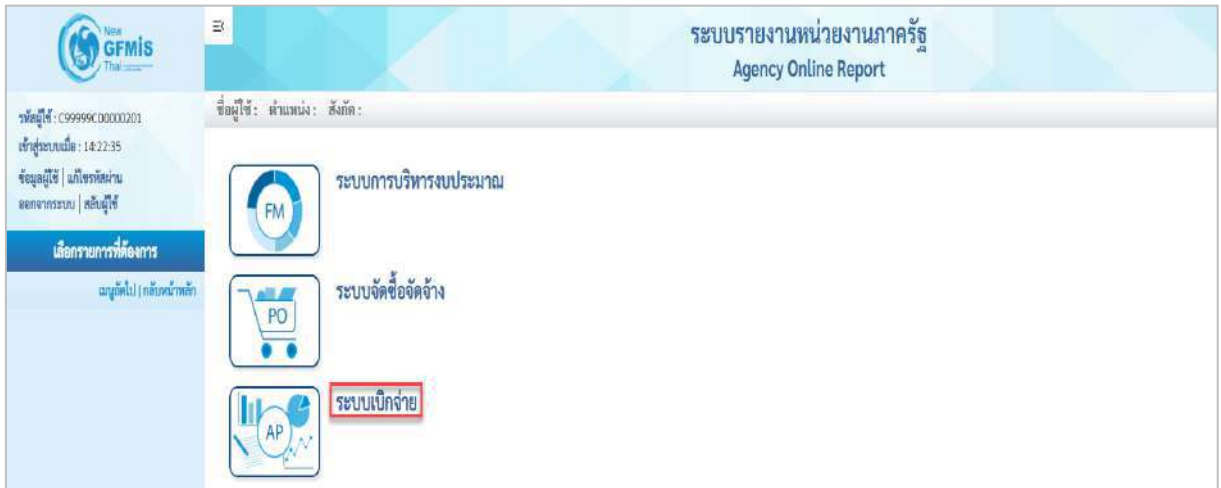 New
GFMIS
Thai
ระบบรายงานหน่วยงานภาครัฐ
Agency Online Report
รหัสผู้ใช้ : C99999C00000201
เข้าสู่ระบบเมื่อ : 14:22:35
ข้อมูลผู้ใช้ | แก้ไขรหัสผ่าน
ออกจากระบบ | สลับผู้ใช้
เลือกรายการที่ต้องการ
เมนูถัดไป | กลับหน้าหลัก
ชื่อผู้ใช้ : ตำแหน่ง : สังกัด :
FM
ระบบการบริหารงบประมาณ
PO
ระบบจัดซื้อจัดจ้าง
AP
ระบบเบิกจ่าย